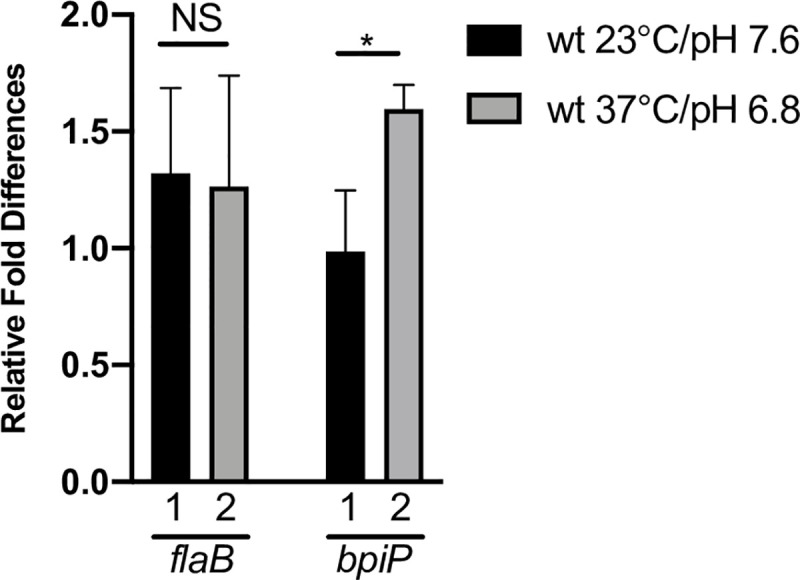 Relative Fold Differences
2.0
1.5
1.0
0.5
0.0
NS
*
wt 23°C/pH 7.6
wt 37°C/pH 6.8
1 2 1 2
flaB bpiP